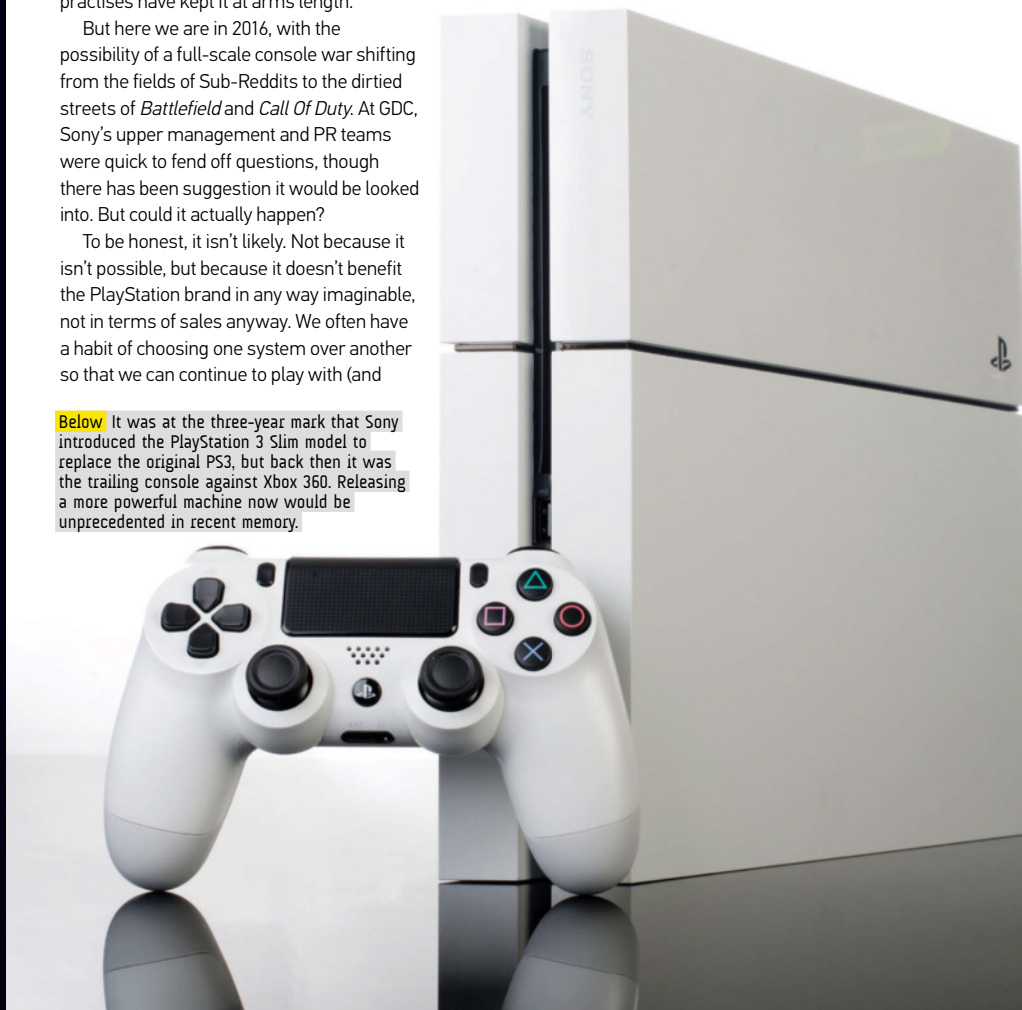 practises have kept it at arms length.
But here we are in 2016, with the
possibility of a full-scale console war shifting
from the fields of Sub-Reddits to the dirtied
streets of Battlefield and Call Of Duty. At GDC,
Sony's upper management and PR teams
were quick to fend off questions, though
there has been suggestion it would be looked
into. But could it actually happen?
To be honest, it isn't likely. Not because it
isn't possible, but because it doesn't benefit
the PlayStation brand in any way imaginable,
not in terms of sales anyway. We often have
a habit of choosing one system over another
so that we can continue to play with (and
Below It was at the three-year mark that Sony
introduced the PlayStation 3 Slim model to
replace the original PS3, but back then it was
the trailing console against Xbox 360. Releasing
a more powerful machine now would be
unprecedented in recent memory.
SONY